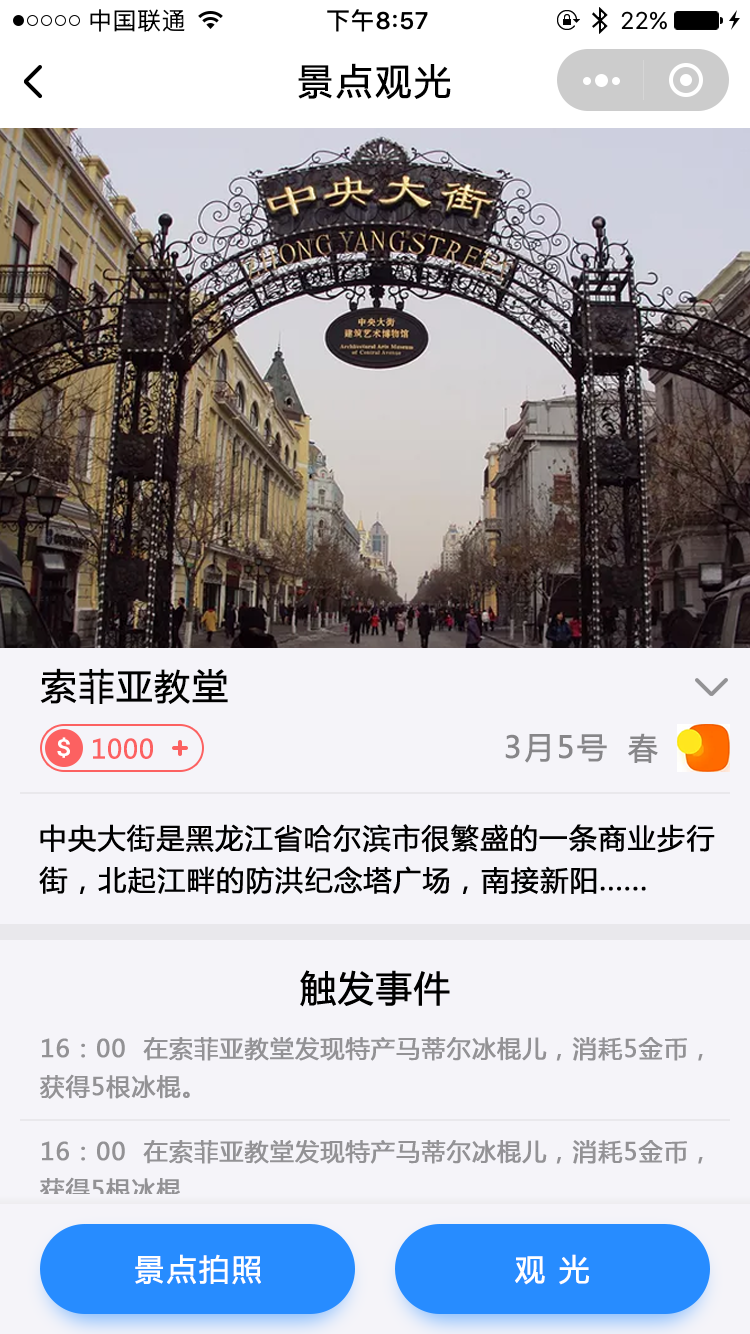 中国联通
下午8:57
22%
景点观光
中央大街
ZHONG YANG STREET
中央大街
建筑艺术博物馆
Architectural Arts Museum
of Central Avenue
索菲亚教堂
$ 1000 +
3月5号 春
中央大街是黑龙江省哈尔滨市很繁盛的一条商业步行
街，北起江畔的防洪纪念塔广场，南接新阳......
触发事件
16：00 在索菲亚教堂发现特产马蒂尔冰棍儿，消耗5金币，
获得5根冰棍。
16：00 在索菲亚教堂发现特产马蒂尔冰棍儿，消耗5金币，
获得5根冰棍
景点拍照
观 光